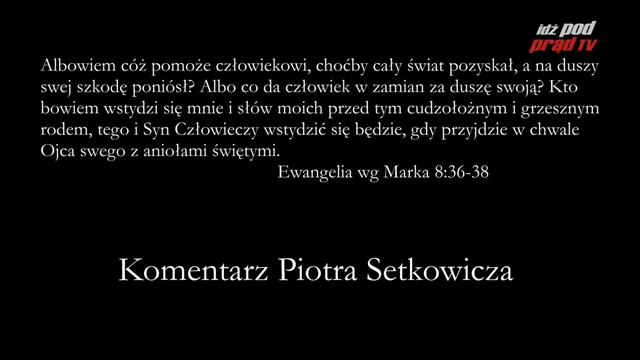 idź pod
prąd TV
Albowiem cóż pomoże człowiekowi, choćby cały świat pozyskał, a na duszy
swej szkodę poniósł? Albo co da człowiek w zamian za duszę swoją? Kto
bowiem wstydzi się mnie i słów moich przed tym cudzołożnym i grzesznym
rodem, tego i Syn Człowieczy wstydzić się będzie, gdy przyjdzie w chwale
Ojca swego z aniołami świętymi.
Ewangelia wg Marka 8:36-38
Komentarz Piotra Setkowicza